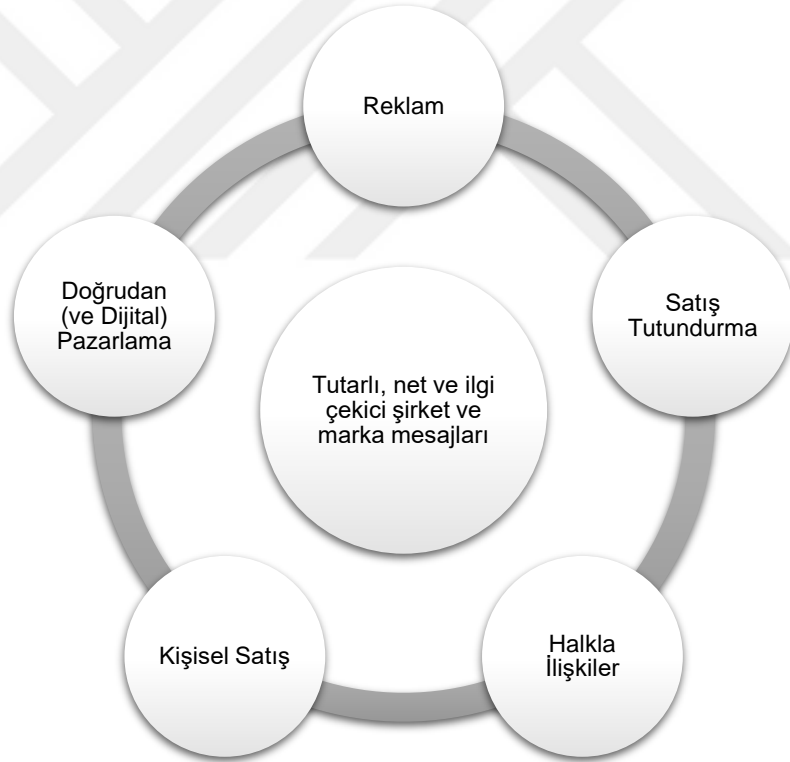 Reklam
Doğrudan
(ve Dijital)
Pazarlama
Satış
Tutundurma
Tutarlı, net ve ilgi
çekici şirket ve
marka mesajları
Kişisel Satış
Halkla
İlişkiler